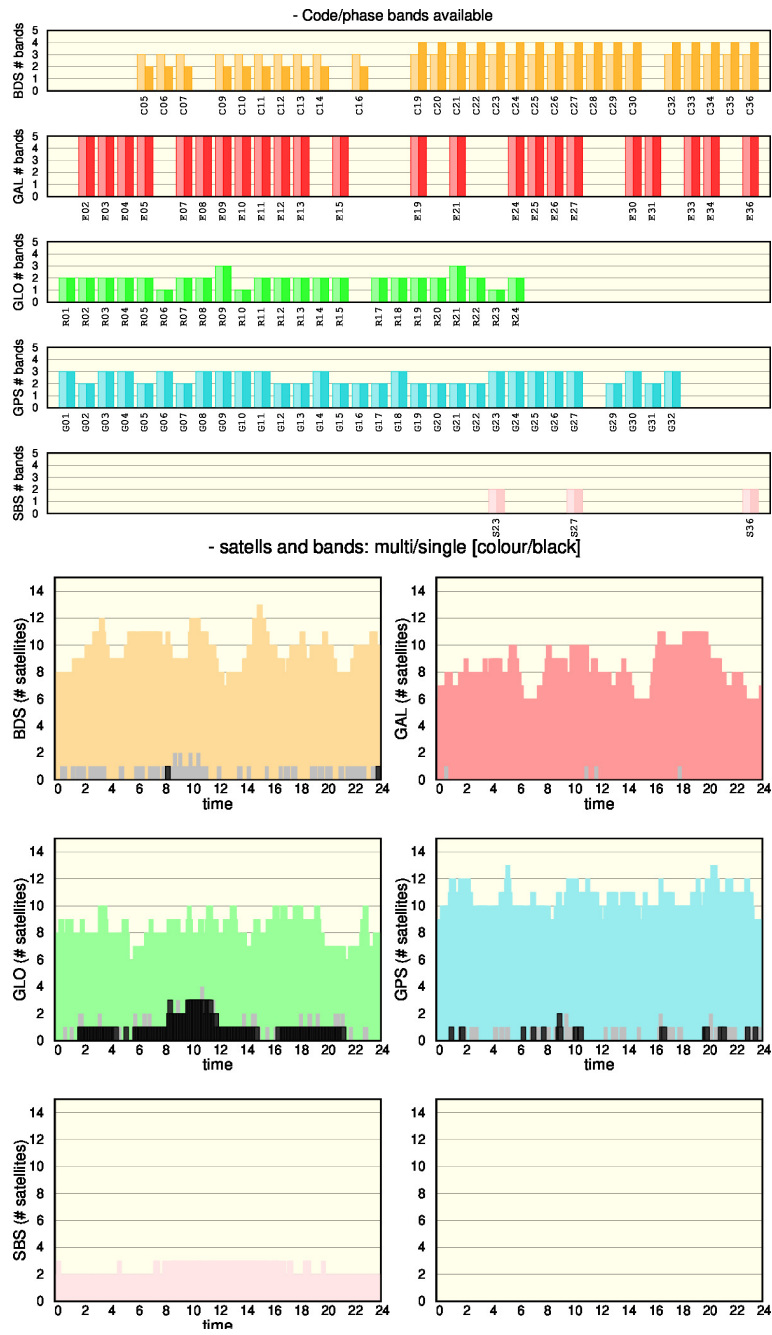 - Code/phase bands available
BDS # bands
5
4
3
2
1
0
C05 C06 C07 C09 C10 C11 C12 C13 C14 C16 C19 C20 C21 C22 C23 C24 C25 C26 C27 C28 C29 C30 C32 C33 C34 C35 C36
GAL # bands
5
4
3
2
1
0
E02 E03 E04 E05 E07 E08 E09 E10 E11 E12 E13 E15 E19 E21 E24 E25 E26 E27 E30 E31 E33 E34 E36
GLO # bands
5
4
3
2
1
0
R01 R02 R03 R04 R05 R06 R07 R08 R09 R10 R11 R12 R13 R14 R15 R17 R18 R19 R20 R21 R22 R23 R24
GPS # bands
5
4
3
2
1
0
G01 G02 G03 G04 G05 G06 G07 G08 G09 G10 G11 G12 G13 G14 G15 G16 G17 G18 G19 G20 G21 G22 G23 G24 G25 G26 G27 G29 G30 G31 G32
SBS # bands
5
4
3
2
1
0
S23 S27 S36
- satells and bands: multi/single [colour/black]
BDS (# satellites)
14
12
10
8
6
4
2
0
0 2 4 6 8 10 12 14 16 18 20 22 24
time
GAL (# satellites)
14
12
10
8
6
4
2
0
0 2 4 6 8 10 12 14 16 18 20 22 24
time
GLO (# satellites)
14
12
10
8
6
4
2
0
0 2 4 6 8 10 12 14 16 18 20 22 24
time
GPS (# satellites)
14
12
10
8
6
4
2
0
0 2 4 6 8 10 12 14 16 18 20 22 24
time
SBS (# satellites)
14
12
10
8
6
4
2
0
0 2 4 6 8 10 12 14 16 18 20 22 24
time
14
12
10
8
6
4
2
0
0 2 4 6 8 10 12 14 16 18 20 22 24